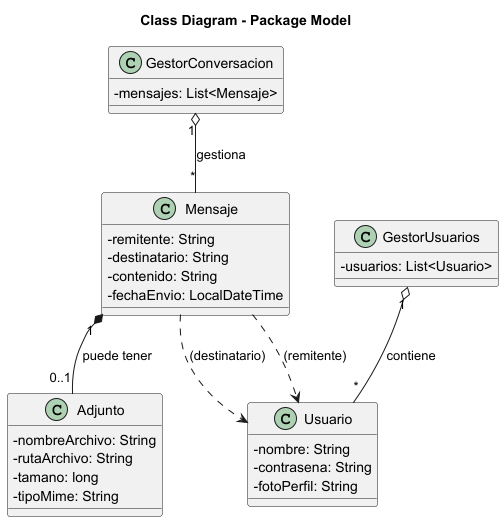 Class Diagram - Package Model
C GestorConversacion
-mensajes: List<Mensaje>
1
gestiona
*
C Mensaje
-remitente: String
-destinatario: String
-contenido: String
-fechaEnvio: LocalDateTime
C GestorUsuarios
-usuarios: List<Usuario>
1
1
puede tener
(destinatario)
(remitente)
contiene
0..1
*
C Adjunto
-nombreArchivo: String
-rutaArchivo: String
-tamano: long
-tipoMime: String
C Usuario
-nombre: String
-contrasena: String
-fotoPerfil: String